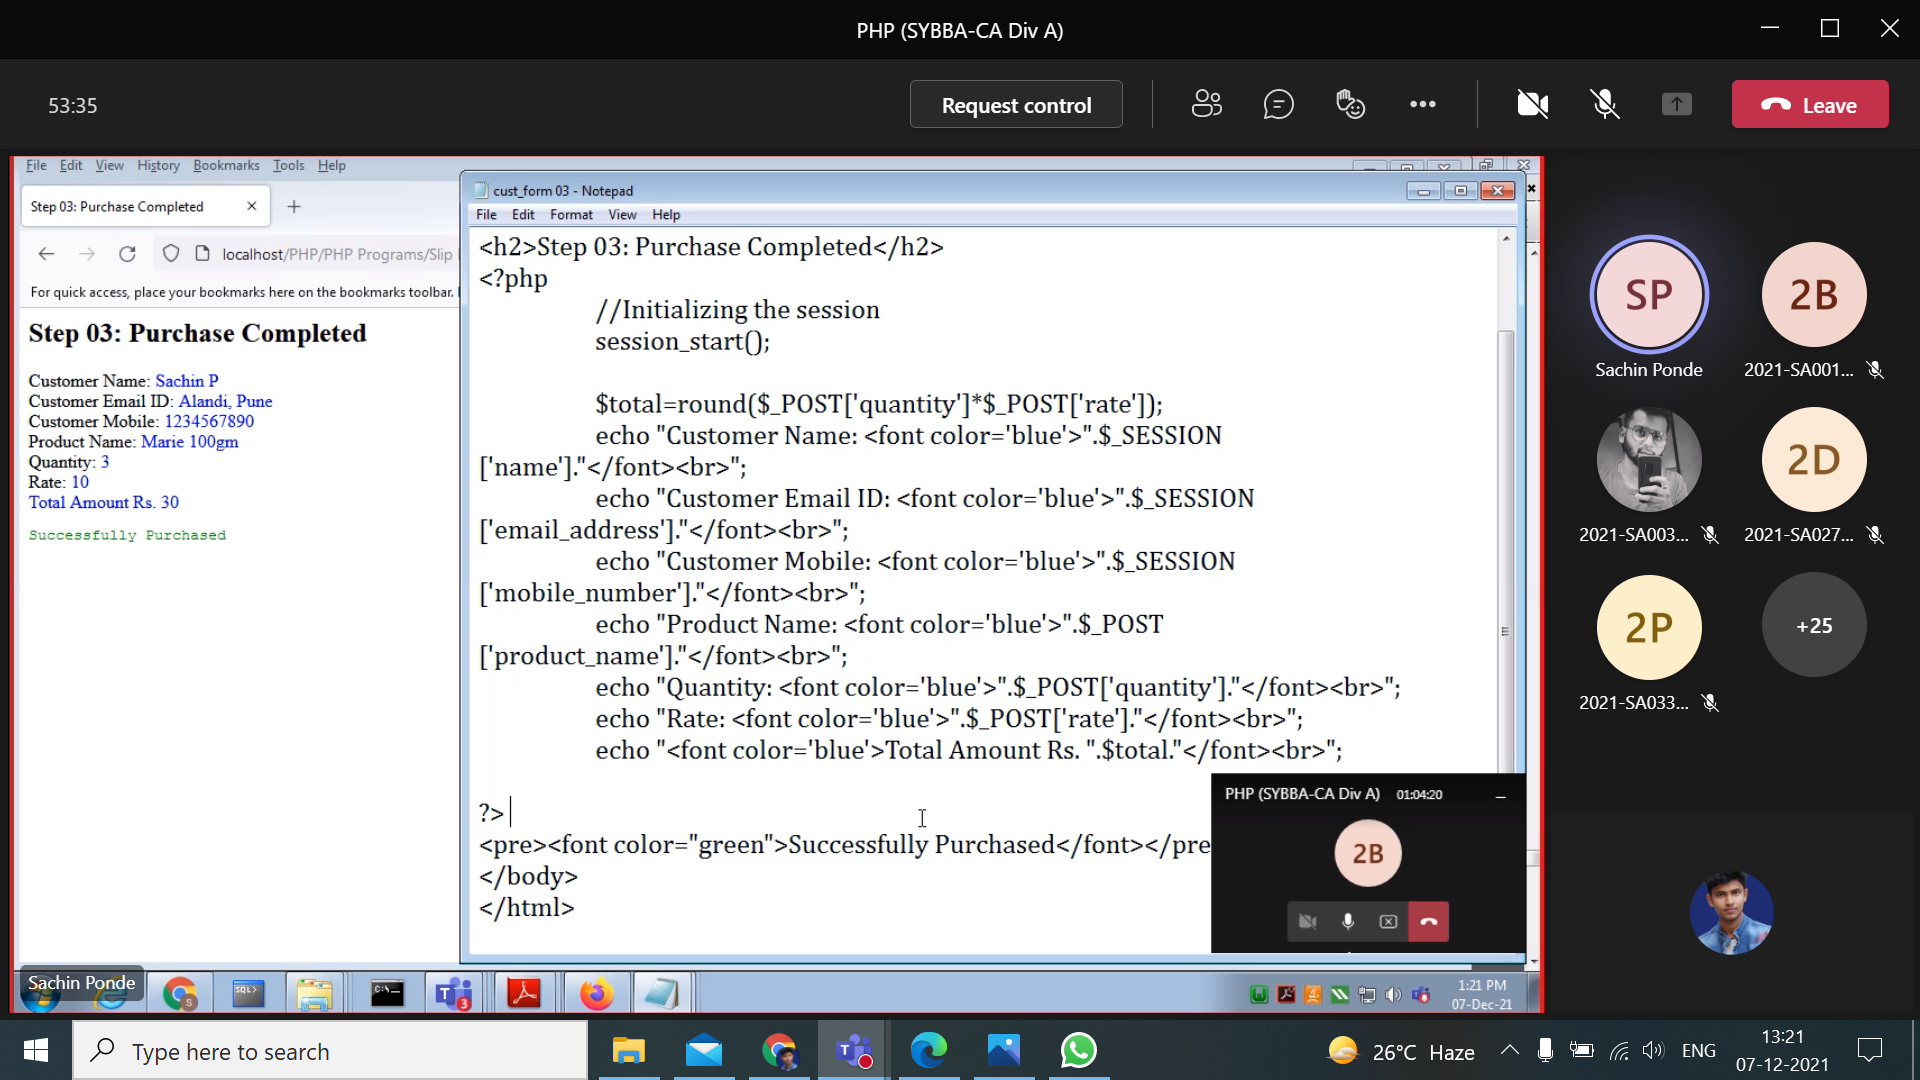 PHP (SYBBA-CA Div A)
53:35
Request control
Leave
File Edit View History Bookmarks Tools Help
Step 03: Purchase Completed
localhost/PHP/PHP Programs/Slip
For quick access, place your bookmarks here on the bookmarks toolbar.
Step 03: Purchase Completed
Customer Name: Sachin P
Customer Email ID: Alandi, Pune
Customer Mobile: 1234567890
Product Name: Marie 100gm
Quantity: 3
Rate: 10
Total Amount Rs. 30
Successfully Purchased
cust_form 03 - Notepad
File Edit Format View Help
<h2>Step 03: Purchase Completed</h2>
<?php
//Initializing the session
session_start();
$total=round($_POST['quantity']*$_POST['rate']);
echo "Customer Name: <font color='blue'>".$_SESSION
['name']."</font><br>";
echo "Customer Email ID: <font color='blue'>".$_SESSION
['email_address']."</font><br>";
echo "Customer Mobile: <font color='blue'>".$_SESSION
['mobile_number']."</font><br>";
echo "Product Name: <font color='blue'>".$_POST
['product_name']."</font><br>";
echo "Quantity: <font color='blue'>".$_POST['quantity']."</font><br>";
echo "Rate: <font color='blue'>".$_POST['rate']."</font><br>";
echo "<font color='blue'>Total Amount Rs. ".$total."</font><br>";
?>
<pre><font color="green">Successfully Purchased</font></pre
</body>
</html>
PHP (SYBBA-CA Div A) 01:04:20
2B
SP
Sachin Ponde
2B
2021-SA001...
2021-SA003...
2D
2021-SA027...
2P
2021-SA033...
+25
Sachin Ponde
S
SQL>
C:\-
3
1:21 PM
07-Dec-21
Type here to search
26°C Haze
ENG
13:21
07-12-2021